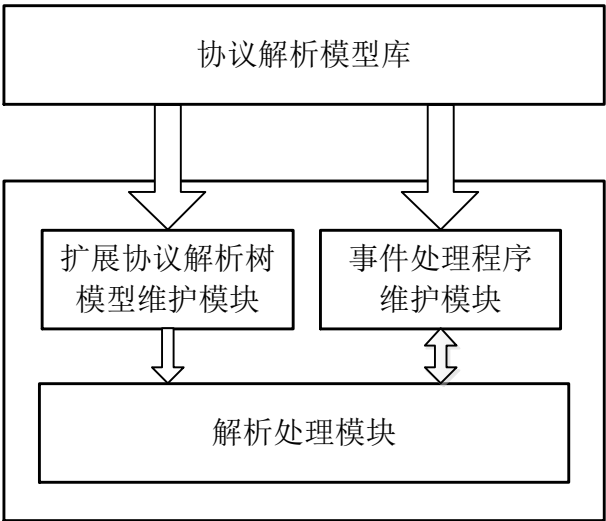 协议解析模型库
扩展协议解析树
模型维护模块
事件处理程序
维护模块
解析处理模块